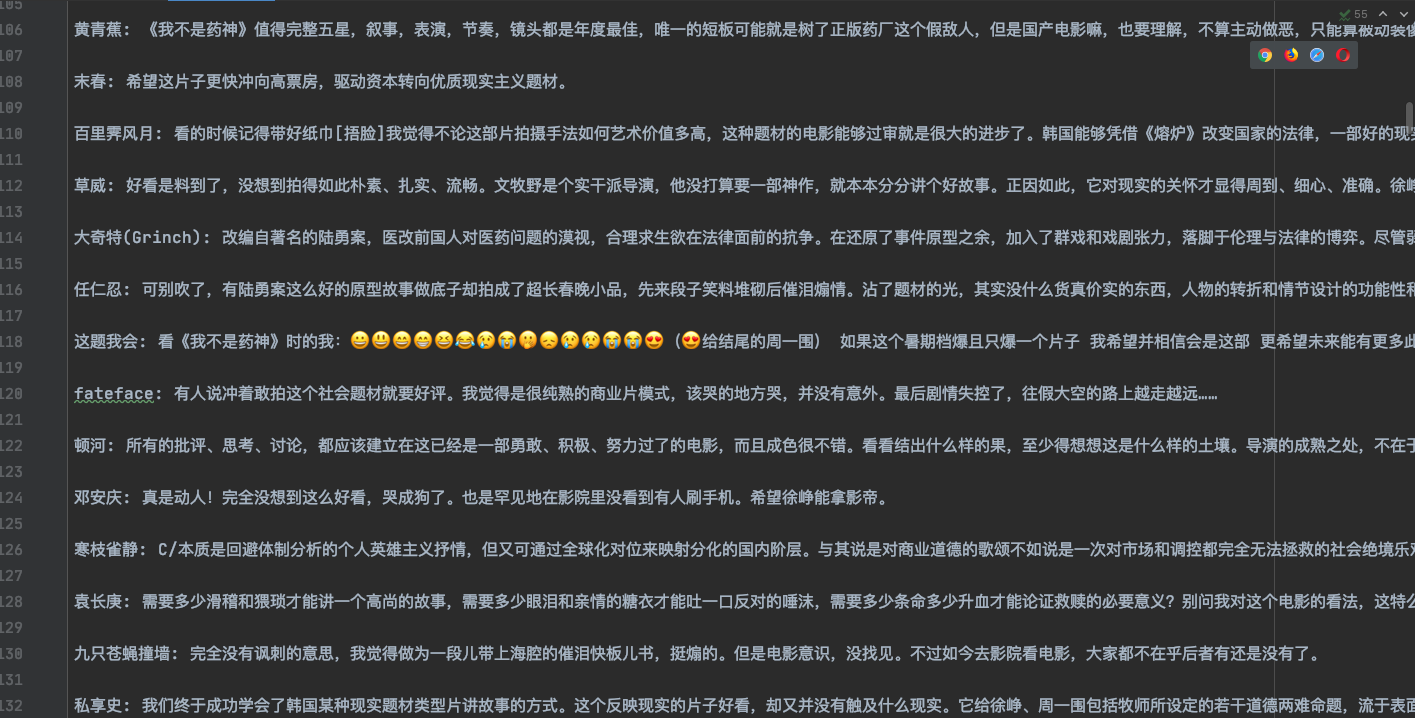 105
55
106 黄青蕉: 《我不是药神》值得完整五星，叙事，表演，节奏，镜头都是年度最佳，唯一的短板可能就是树了正版药厂这个假敌人，但是国产电影嘛，也要理解，不算主动做恶，只能算被动装
107
108 末春: 希望这片子更快冲向高票房，驱动资本转向优质现实主义题材。
109
110 百里霁风月: 看的时候记得带好纸巾[捂脸]我觉得不论这部片拍摄手法如何艺术价值多高，这种题材的电影能够过审就是很大的进步了。韩国能够凭借《熔炉》改变国家的法律，一部好的现
111
112 草威: 好看是料到了，没想到拍得如此朴素、扎实、流畅。文牧野是个实干派导演，他没打算要一部神作，就本本分分讲个好故事。正因如此，它对现实的关怀才显得周到、细心、准确。徐峥
113
114 大奇特(Grinch): 改编自著名的陆勇案，医改前国人对医药问题的漠视，合理求生欲在法律面前的抗争。在还原了事件原型之余，加入了群戏和戏剧张力，落脚于伦理与法律的博弈。尽管
115
116 任仁忍: 可别吹了，有陆勇案这么好的原型故事做底子却拍成了超长春晚小品，先来段子笑料堆砌后催泪煽情。沾了题材的光，其实没什么货真价实的东西，人物的转折和情节设计的功能性和
117
118 这题我会: 看《我不是药神》时的我: 😀😃😄😁😆😂😢😭🤭😞😢😢😭😭😍 (😍给结尾的周一围) 如果这个暑期档爆且只爆一个片子 我希望并相信会是这部 更希望未来能有更多此
119
120 fateface: 有人说冲着敢拍这个社会题材就要好评。我觉得是很纯熟的商业片模式，该哭的地方哭，并没有意外。最后剧情失控了，往假大空的路上越走越远……
121
122 顿河: 所有的批评、思考、讨论，都应该建立在这已经是一部勇敢、积极、努力过了的电影，而且成色很不错。看看结出什么样的果，至少得想想这是什么样的土壤。导演的成熟之处，不在于
123
124 邓安庆: 真是动人！完全没想到这么好看，哭成狗了。也是罕见地在影院里没看到有人刷手机。希望徐峥能拿影帝。
125
126 寒枝雀静: C/本质是回避体制分析的个人英雄主义抒情，但又可通过全球化对位来映射分化的国内阶层。与其说是对商业道德的歌颂不如说是一次对市场和调控都完全无法拯救的社会绝境乐观
127
128 袁长庚: 需要多少滑稽和猥琐才能讲一个高尚的故事，需要多少眼泪和亲情的糖衣才能吐一口反对的唾沫，需要多少条命多少升血才能论证救赎的必要意义？别问我对这个电影的看法，这特么
129
130 九只苍蝇撞墙: 完全没有讽刺的意思，我觉得做为一段儿带上海腔的催泪快板儿书，挺煽的。但是电影意识，没找见。不过如今去影院看电影，大家都不在乎后者有还是没有了。
131
132 私享史: 我们终于成功学会了韩国某种现实题材类型片讲故事的方式。这个反映现实的片子好看，却又并没有触及什么现实。它给徐峥、周一围包括牧师所设定的若干道德两难命题，流于表面